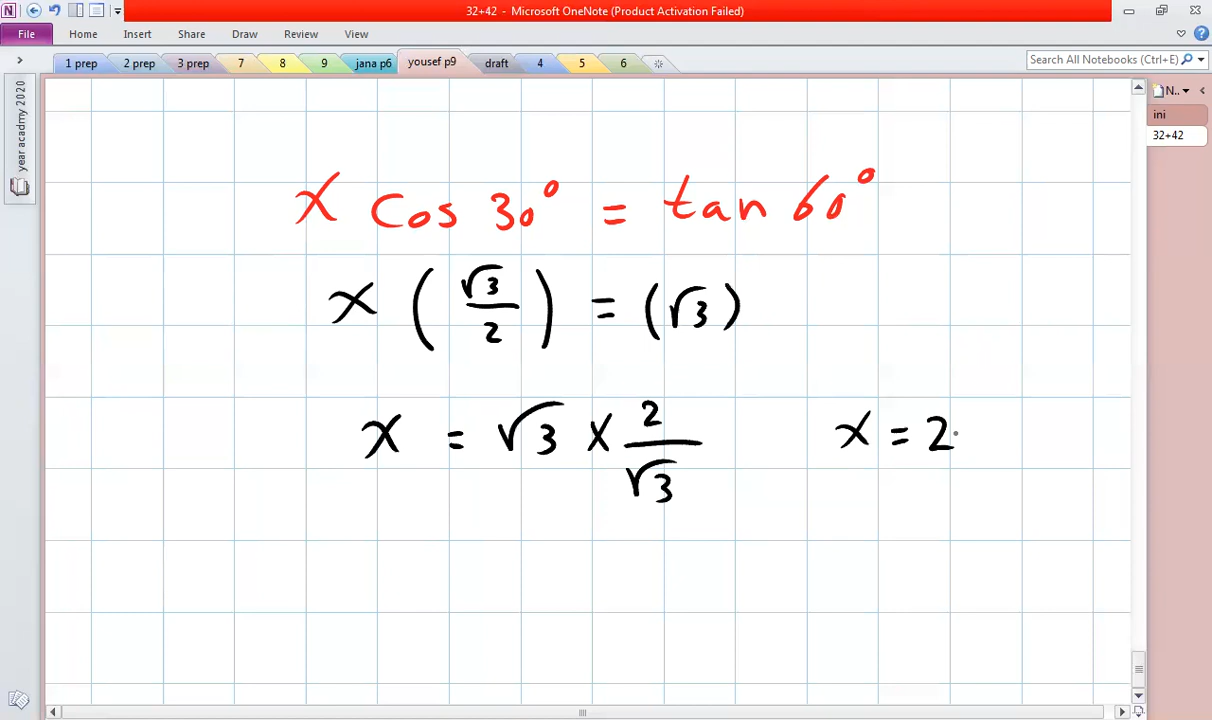 32+42 - Microsoft OneNote (Product Activation Failed)
File Home Insert Share Draw Review View
1 prep 2 prep 3 prep 7 8 9 jana p6 yousef p9 draft 4 5 6
Search All Notebooks (Ctrl+E)
N..
ini
32+42
year acadmy 2020
x cos 30° = tan 60°
x (√3/2) = (√3)
x = √3 × 2/√3 x = 2